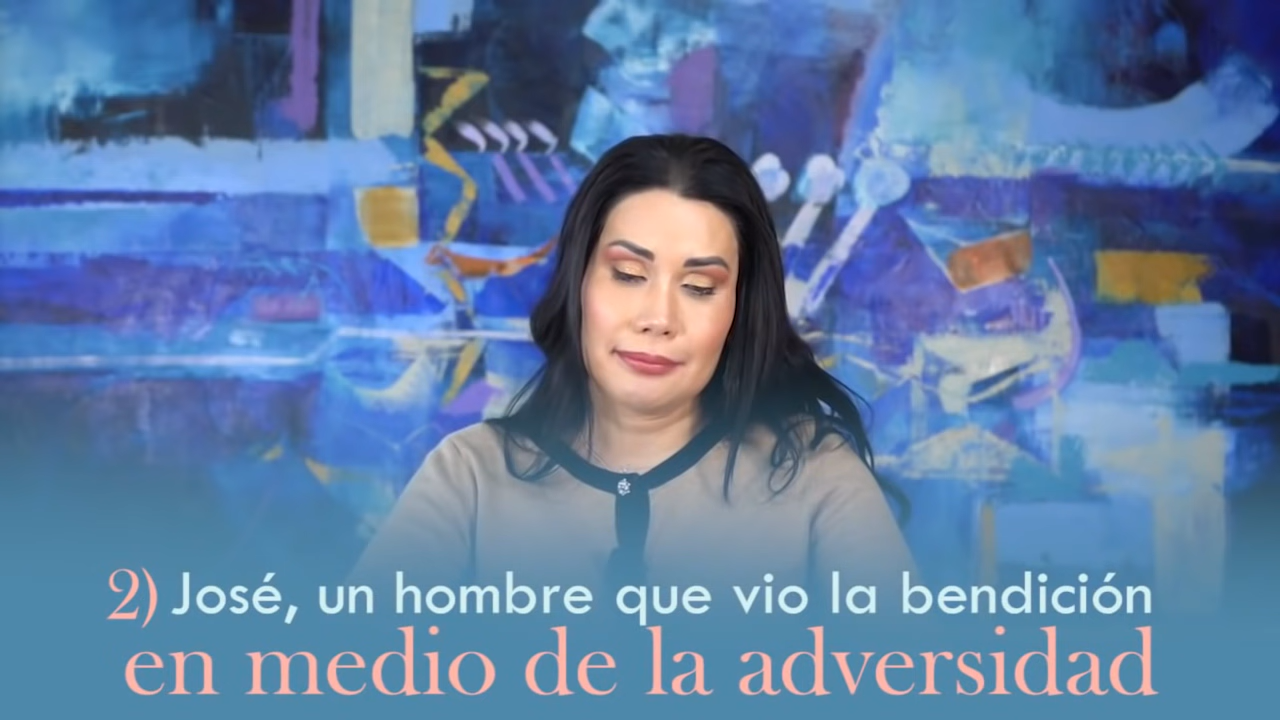 2) José, un hombre que vio la bendición
en medio de la adversidad